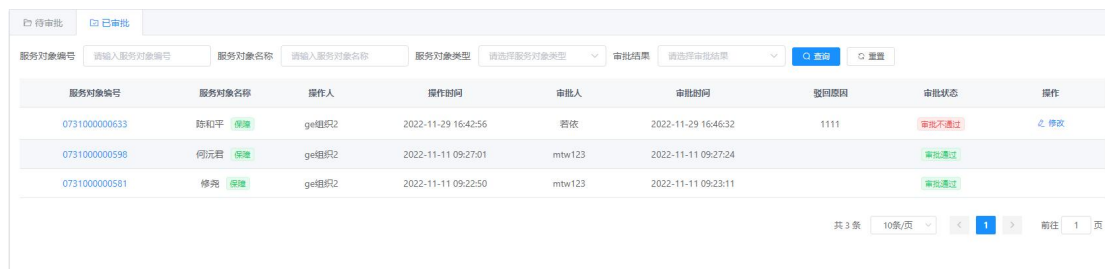 待审批 已审批
服务对象编号 请输入服务对象编号 服务对象名称 请输入服务对象名称 服务对象类型 请选择服务对象类型 审批结果 请选择审批结果 查询 重置
服务对象编号 服务对象名称 操作人 操作时间 审批人 审批时间 驳回原因 审批状态 操作
0731000000633 陈和平 保障 ge组织2 2022-11-29 16:42:56 若依 2022-11-29 16:46:32 1111 审批不通过 修改
0731000000598 何沅君 保障 ge组织2 2022-11-11 09:27:01 mtw123 2022-11-11 09:27:24 审批通过
0731000000581 修尧 保障 ge组织2 2022-11-11 09:22:50 mtw123 2022-11-11 09:23:11 审批通过
共 3 条 10条/页 < 1 > 前往 1 页